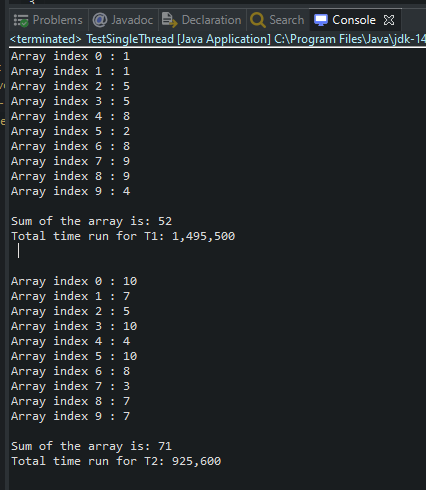 Problems Javadoc Declaration Search Console
<terminated> TestSingleThread [Java Application] C:\Program Files\Java\jdk-14
Array index 0 : 1
Array index 1 : 1
Array index 2 : 5
Array index 3 : 5
Array index 4 : 8
Array index 5 : 2
Array index 6 : 8
Array index 7 : 9
Array index 8 : 9
Array index 9 : 4
Sum of the array is: 52
Total time run for T1: 1,495,500
Array index 0 : 10
Array index 1 : 7
Array index 2 : 5
Array index 3 : 10
Array index 4 : 4
Array index 5 : 10
Array index 6 : 8
Array index 7 : 3
Array index 8 : 7
Array index 9 : 7
Sum of the array is: 71
Total time run for T2: 925,600